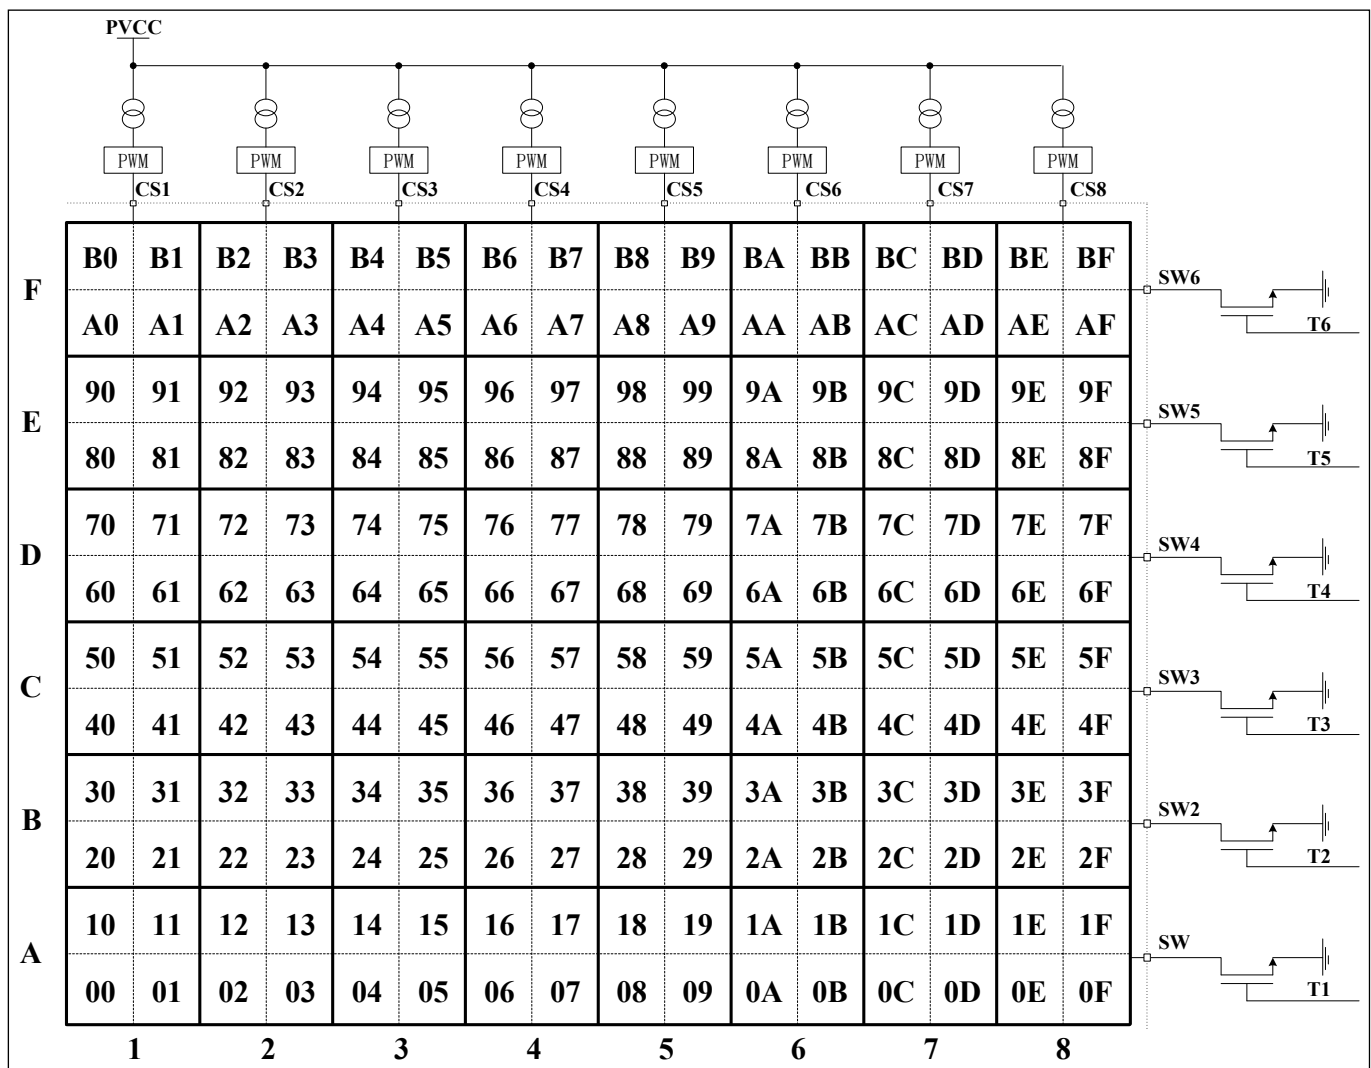 PVCC
PWM PWM PWM PWM PWM PWM PWM PWM
CS1 CS2 CS3 CS4 CS5 CS6 CS7 CS8
B0 B1 B2 B3 B4 B5 B6 B7 B8 B9 BA BB BC BD BE BF
F SW6
A0 A1 A2 A3 A4 A5 A6 A7 A8 A9 AA AB AC AD AE AF T6
90 91 92 93 94 95 96 97 98 99 9A 9B 9C 9D 9E 9F
E SW5
80 81 82 83 84 85 86 87 88 89 8A 8B 8C 8D 8E 8F T5
70 71 72 73 74 75 76 77 78 79 7A 7B 7C 7D 7E 7F
D SW4
60 61 62 63 64 65 66 67 68 69 6A 6B 6C 6D 6E 6F T4
50 51 52 53 54 55 56 57 58 59 5A 5B 5C 5D 5E 5F
C SW3
40 41 42 43 44 45 46 47 48 49 4A 4B 4C 4D 4E 4F T3
30 31 32 33 34 35 36 37 38 39 3A 3B 3C 3D 3E 3F
B SW2
20 21 22 23 24 25 26 27 28 29 2A 2B 2C 2D 2E 2F T2
10 11 12 13 14 15 16 17 18 19 1A 1B 1C 1D 1E 1F
A SW
00 01 02 03 04 05 06 07 08 09 0A 0B 0C 0D 0E 0F T1
1 2 3 4 5 6 7 8